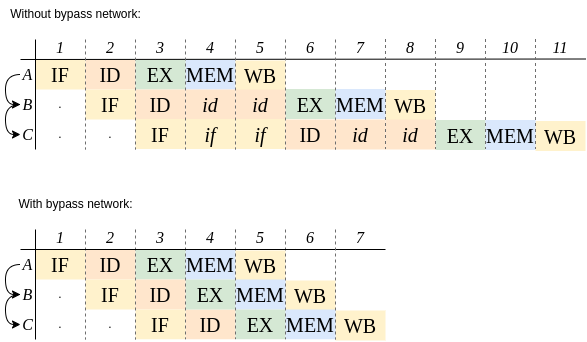 Without bypass network:
1 2 3 4 5 6 7 8 9 10 11
A IF ID EX MEM WB
B . IF ID id id EX MEM WB
C . . IF if if ID id id EX MEM WB
With bypass network:
1 2 3 4 5 6 7
A IF ID EX MEM WB
B . IF ID EX MEM WB
C . . IF ID EX MEM WB